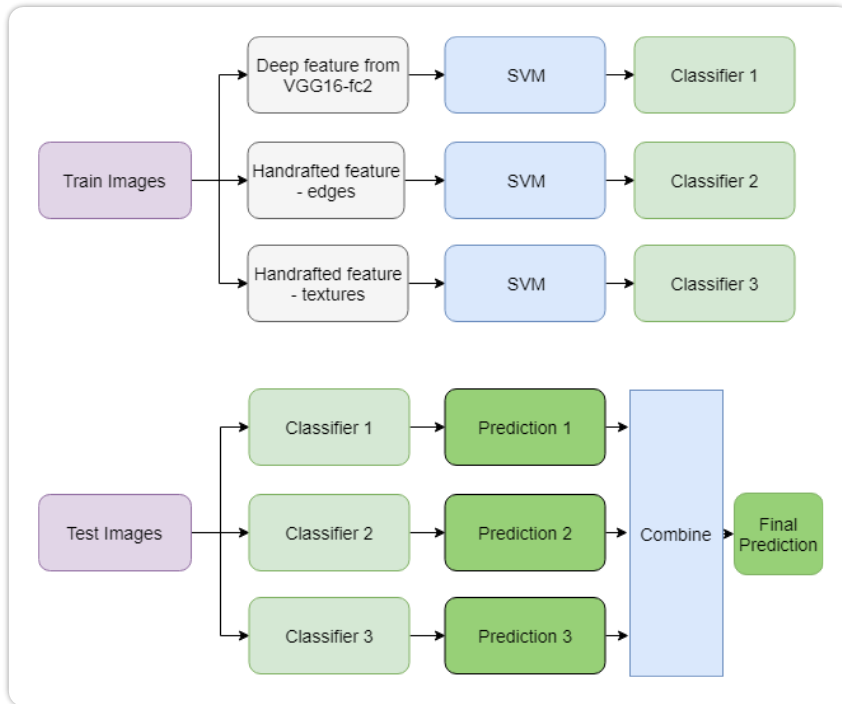 Deep feature from
VGG16-fc2
SVM
Classifier 1
Train Images
Handrafted feature
- edges
SVM
Classifier 2
Handrafted feature
- textures
SVM
Classifier 3
Classifier 1
Prediction 1
Test Images
Classifier 2
Prediction 2
Combine
Final
Prediction
Classifier 3
Prediction 3